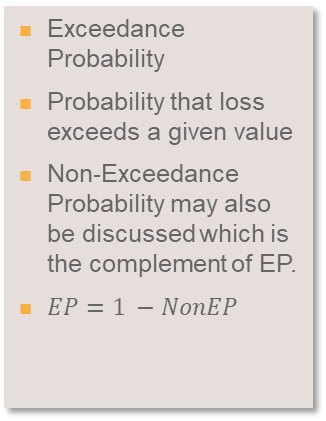 Exceedance
Probability
Probability that loss
exceeds a given value
Non-Exceedance
Probability may also
be discussed which is
the complement of EP.
EP = 1 − NonEP